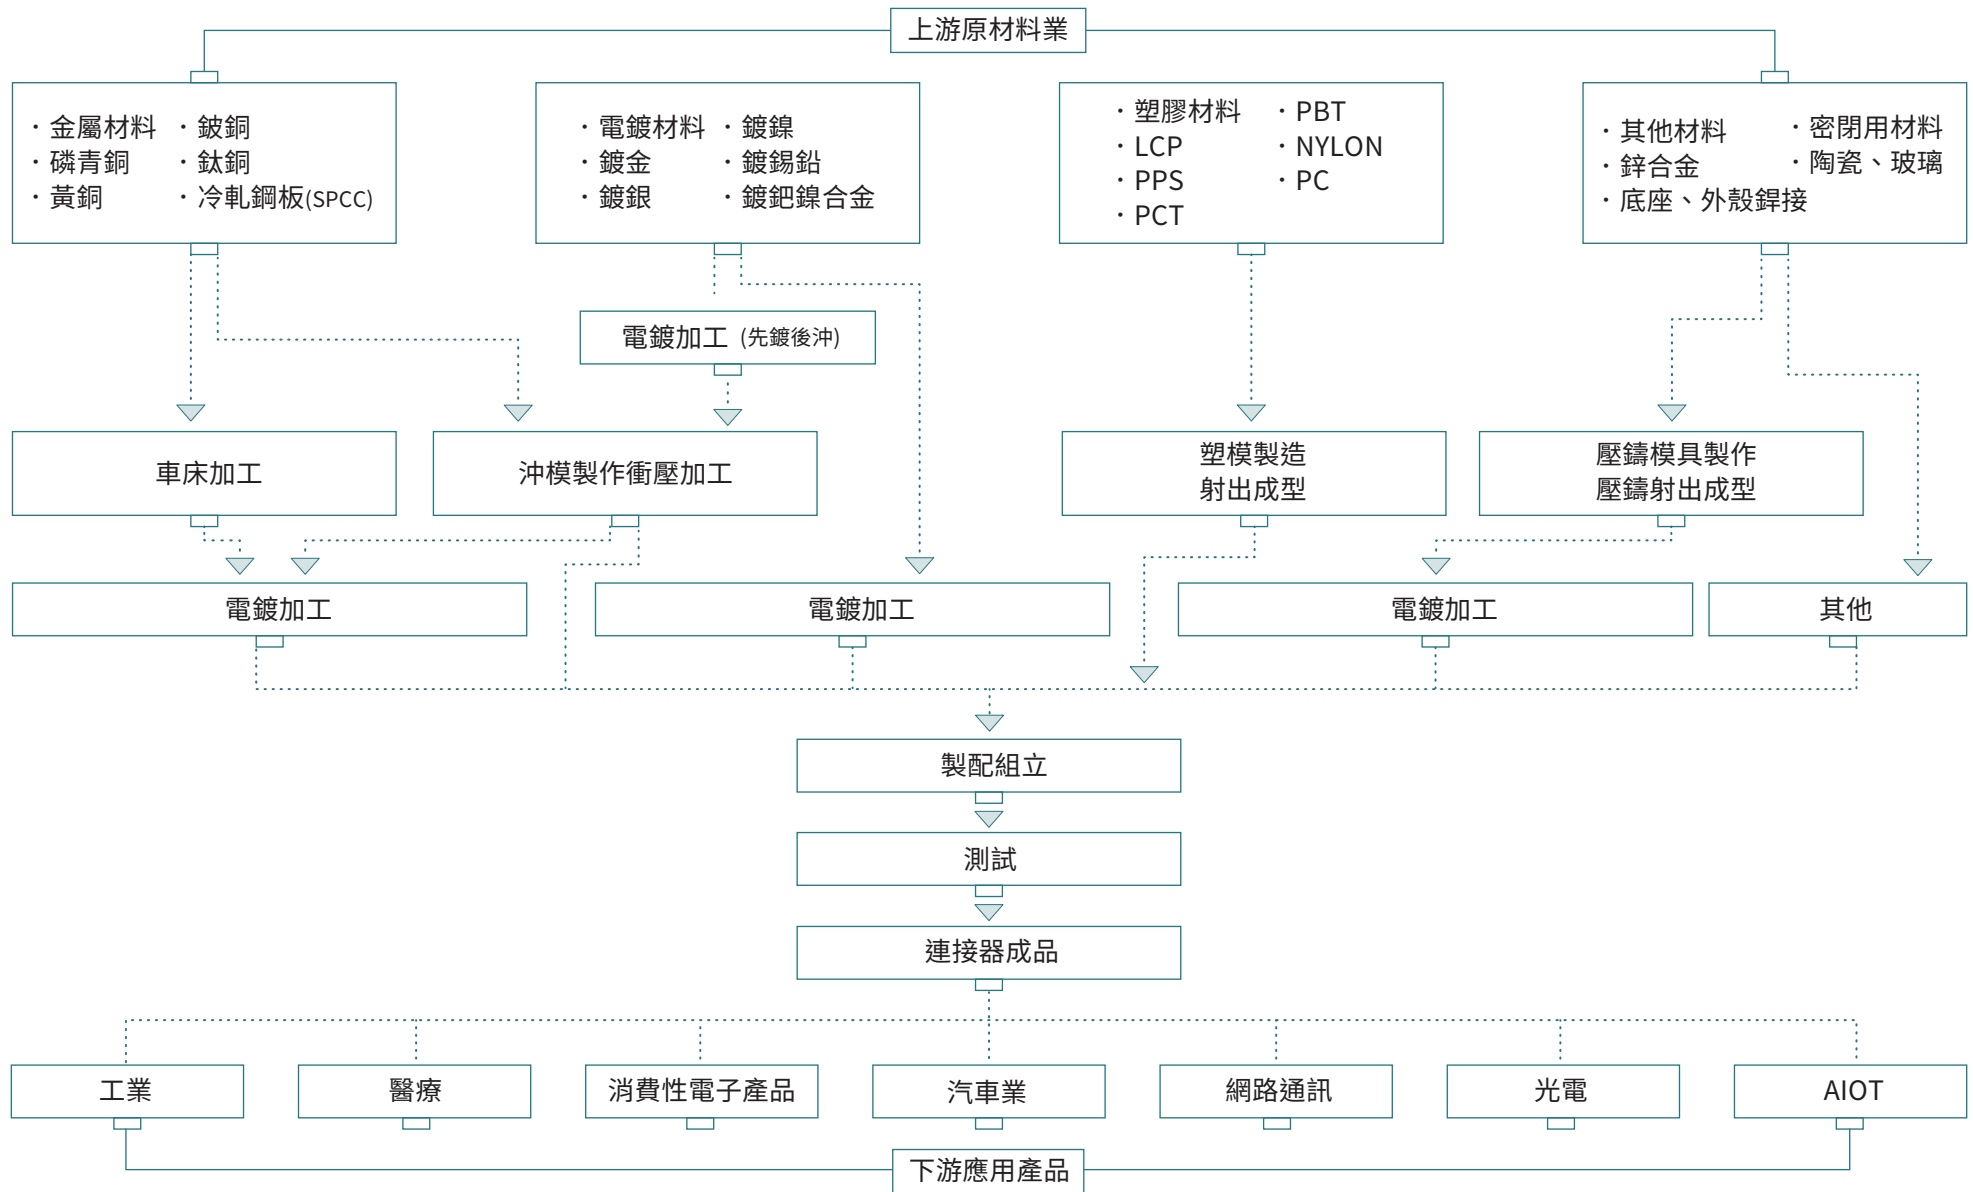 上游原材料業
・金屬材料
・磷青銅
・黃銅
・鈹銅
・鈦銅
・冷軋鋼板(SPCC)
・電鍍材料
・鍍金
・鍍銀
・鍍鎳
・鍍錫鉛
・鍍鈀鎳合金
・塑膠材料
・LCP
・PPS
・PCT
・PBT
・NYLON
・PC
・其他材料
・鋅合金
・底座、外殼銲接
・密閉用材料
・陶瓷、玻璃
電鍍加工 (先鍍後沖)
車床加工
沖模製作衝壓加工
塑模製造
射出成型
壓鑄模具製作
壓鑄射出成型
電鍍加工
電鍍加工
電鍍加工
其他
製配組立
測試
連接器成品
工業
醫療
消費性電子產品
汽車業
網路通訊
光電
AIOT
下游應用產品